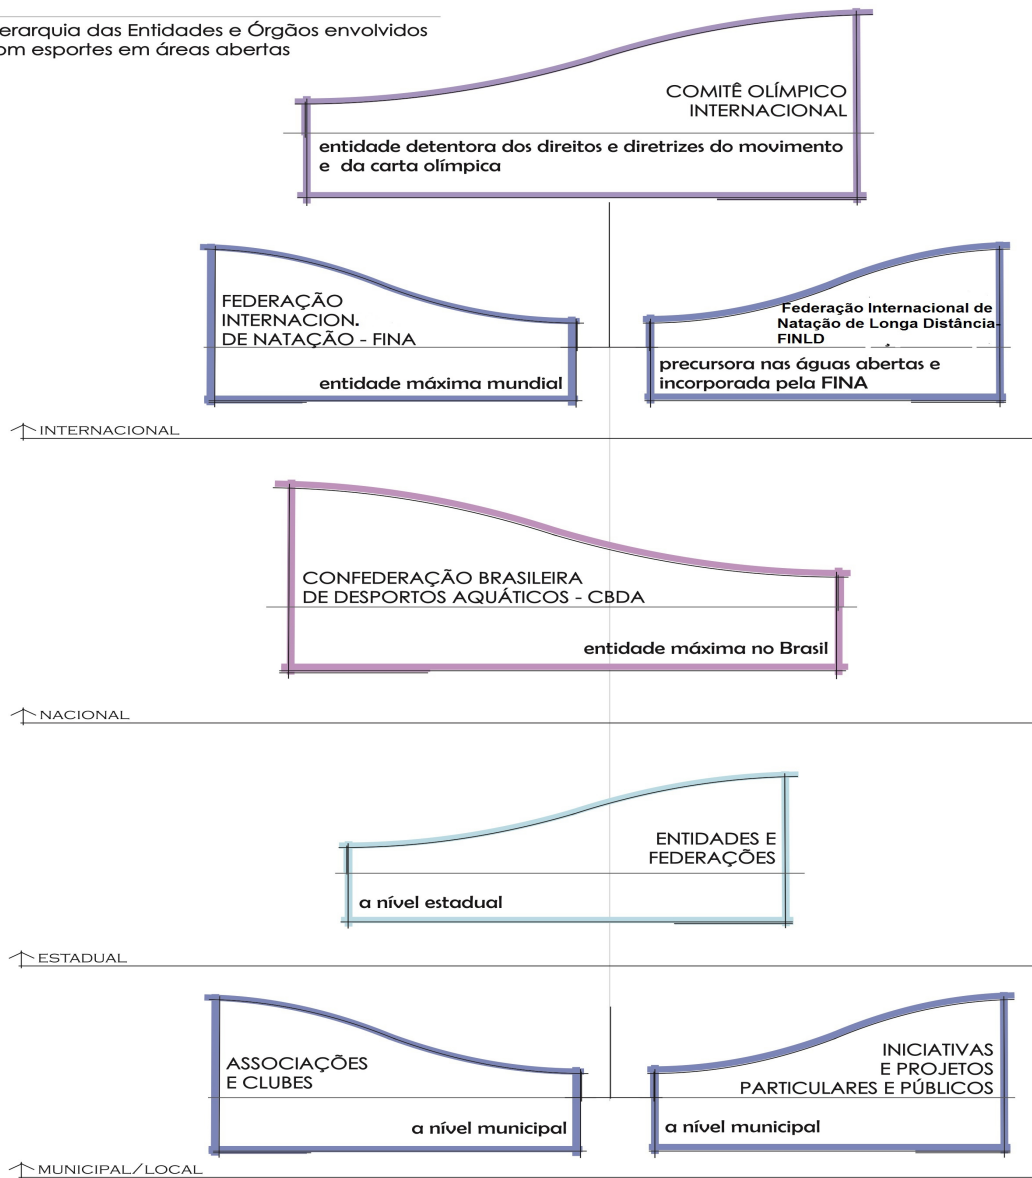 erarquia das Entidades e Órgãos envolvidos
om esportes em áreas abertas
COMITÊ OLÍMPICO
INTERNACIONAL
entidade detentora dos direitos e diretrizes do movimento
e da carta olímpica
FEDERAÇÃO
INTERNACION.
DE NATAÇÃO - FINA
entidade máxima mundial
Federação Internacional de
Natação de Longa Distância-
FINLD
precursora nas águas abertas e
incorporada pela FINA
INTERNACIONAL
CONFEDERAÇÃO BRASILEIRA
DE DESPORTOS AQUÁTICOS - CBDA
entidade máxima no Brasil
NACIONAL
ENTIDADES E
FEDERAÇÕES
a nível estadual
ESTADUAL
ASSOCIAÇÕES
E CLUBES
a nível municipal
INICIATIVAS
E PROJETOS
PARTICULARES E PÚBLICOS
a nível municipal
MUNICIPAL/LOCAL